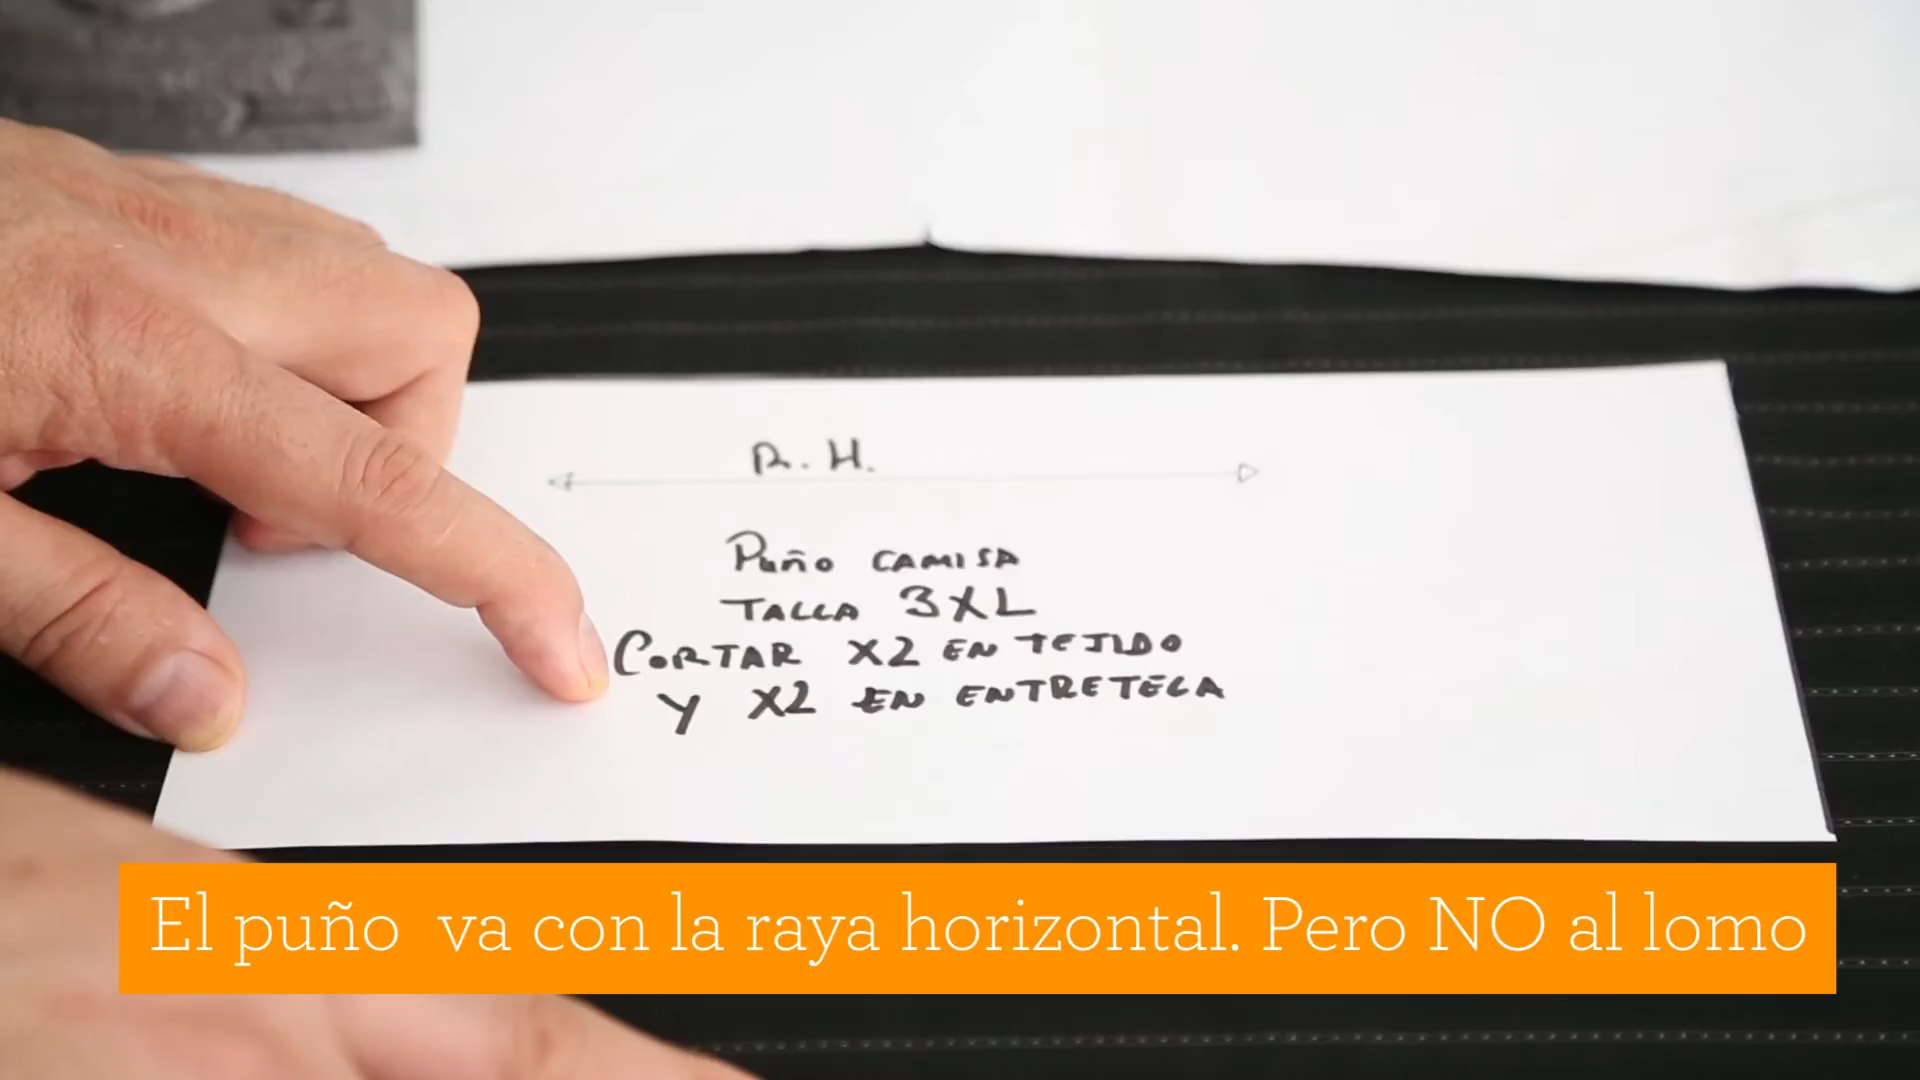 R. H.
Puño CAMISA
TALLA 3XL
CORTAR X2 EN TEJIDO
Y X2 EN ENTRETELA
El puño va con la raya horizontal. Pero NO al lomo